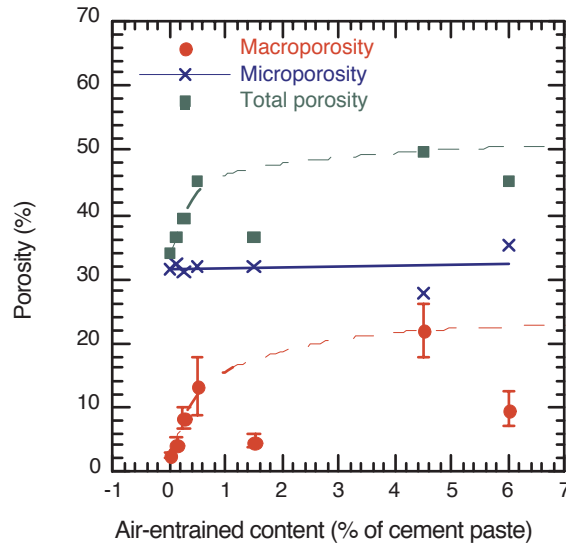 70
60
50
40
30
20
10
0
Porosity (%)
Macroporosity
Microporosity
Total porosity
-1 0 1 2 3 4 5 6 7
Air-entrained content (% of cement paste)